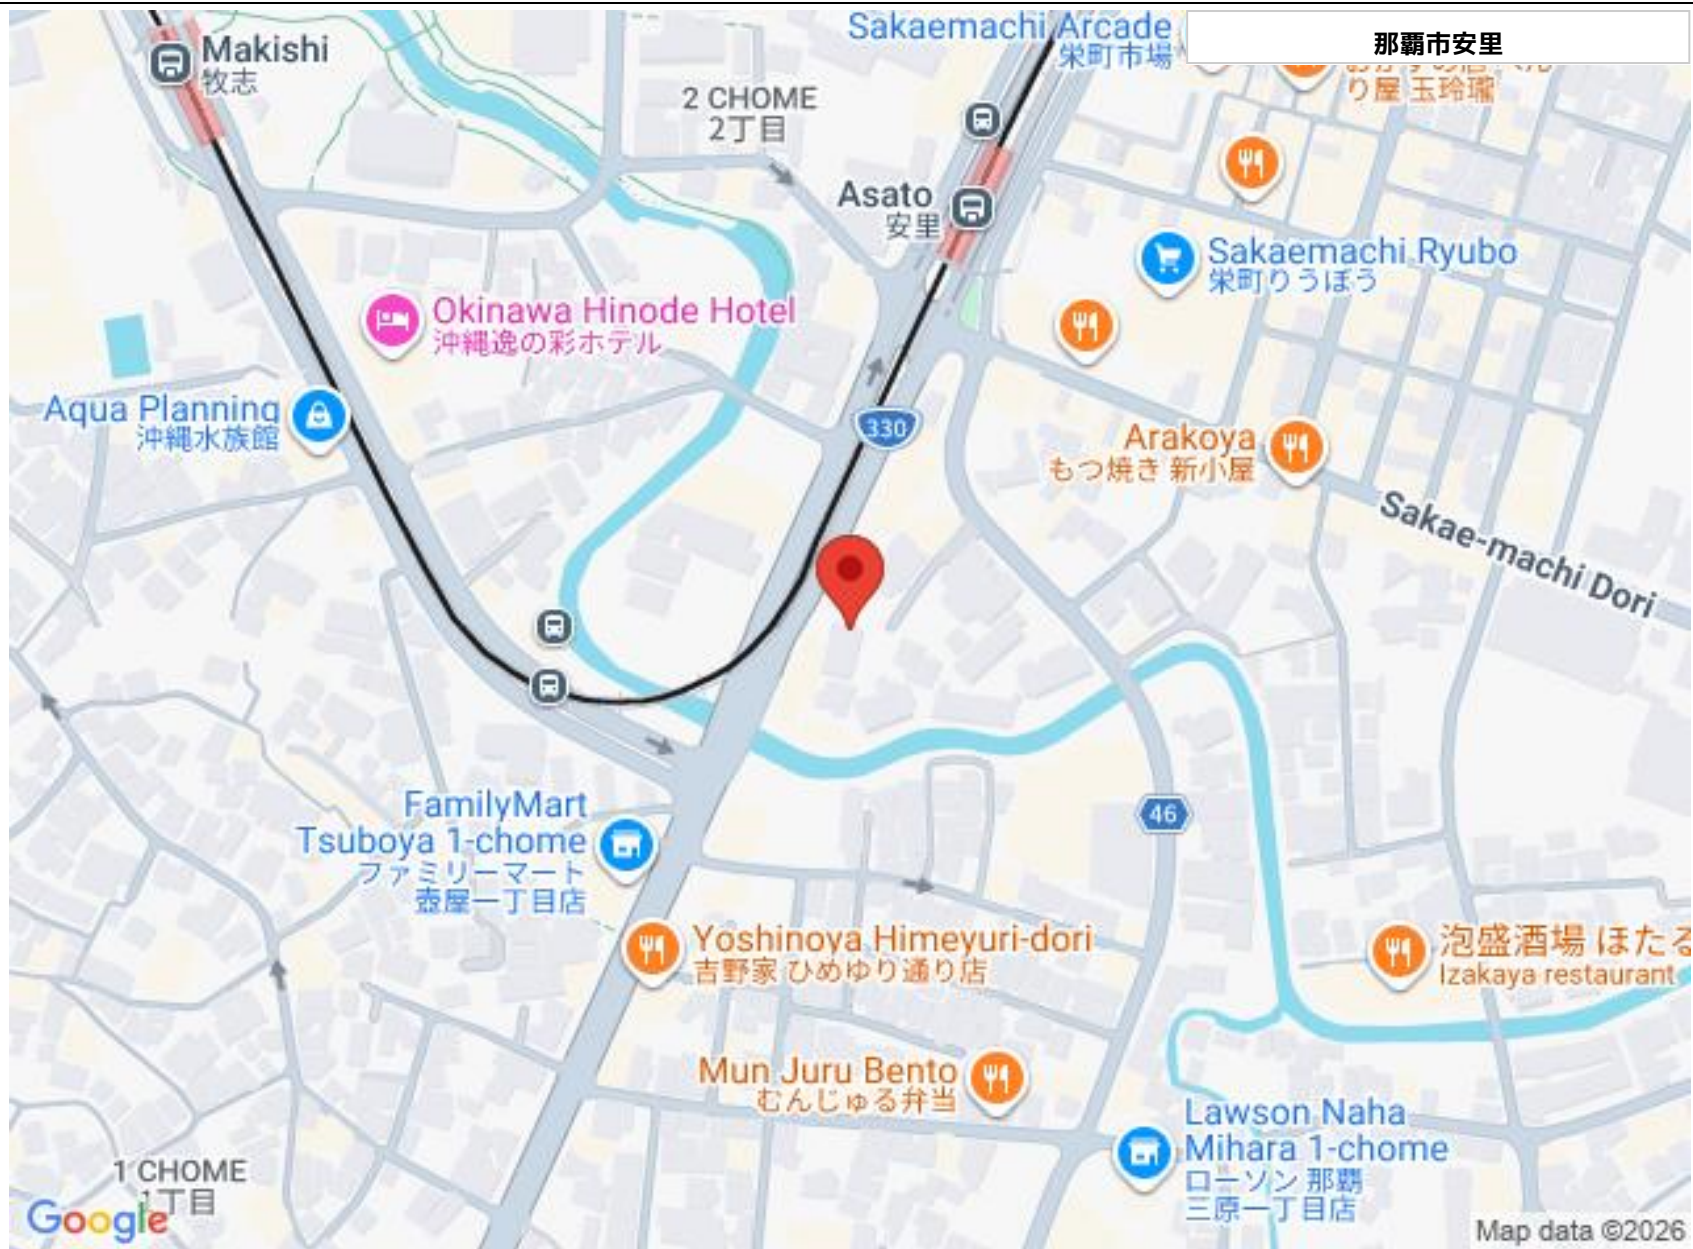 Makishi
牧志
Sakaemachi Arcade
栄町市場
那覇市安里
り屋 玉玲瓏
2 CHOME
2丁目
Asato
安里
Sakaemachi Ryubo
栄町りうぼう
Okinawa Hinode Hotel
沖縄逸の彩ホテル
Aqua Planning
沖縄水族館
330
Arakoya
もつ焼き 新小屋
Sakae-machi Dori
FamilyMart
Tsuboya 1-chome
ファミリーマート
壺屋一丁目店
46
Yoshinoya Himeyuri-dori
吉野家 ひめゆり通り店
泡盛酒場 ほたる
Izakaya restaurant
Mun Juru Bento
むんじゅる弁当
Lawson Naha
Mihara 1-chome
ローソン 那覇
三原一丁目店
1 CHOME
1丁目
Google
Map data ©2026